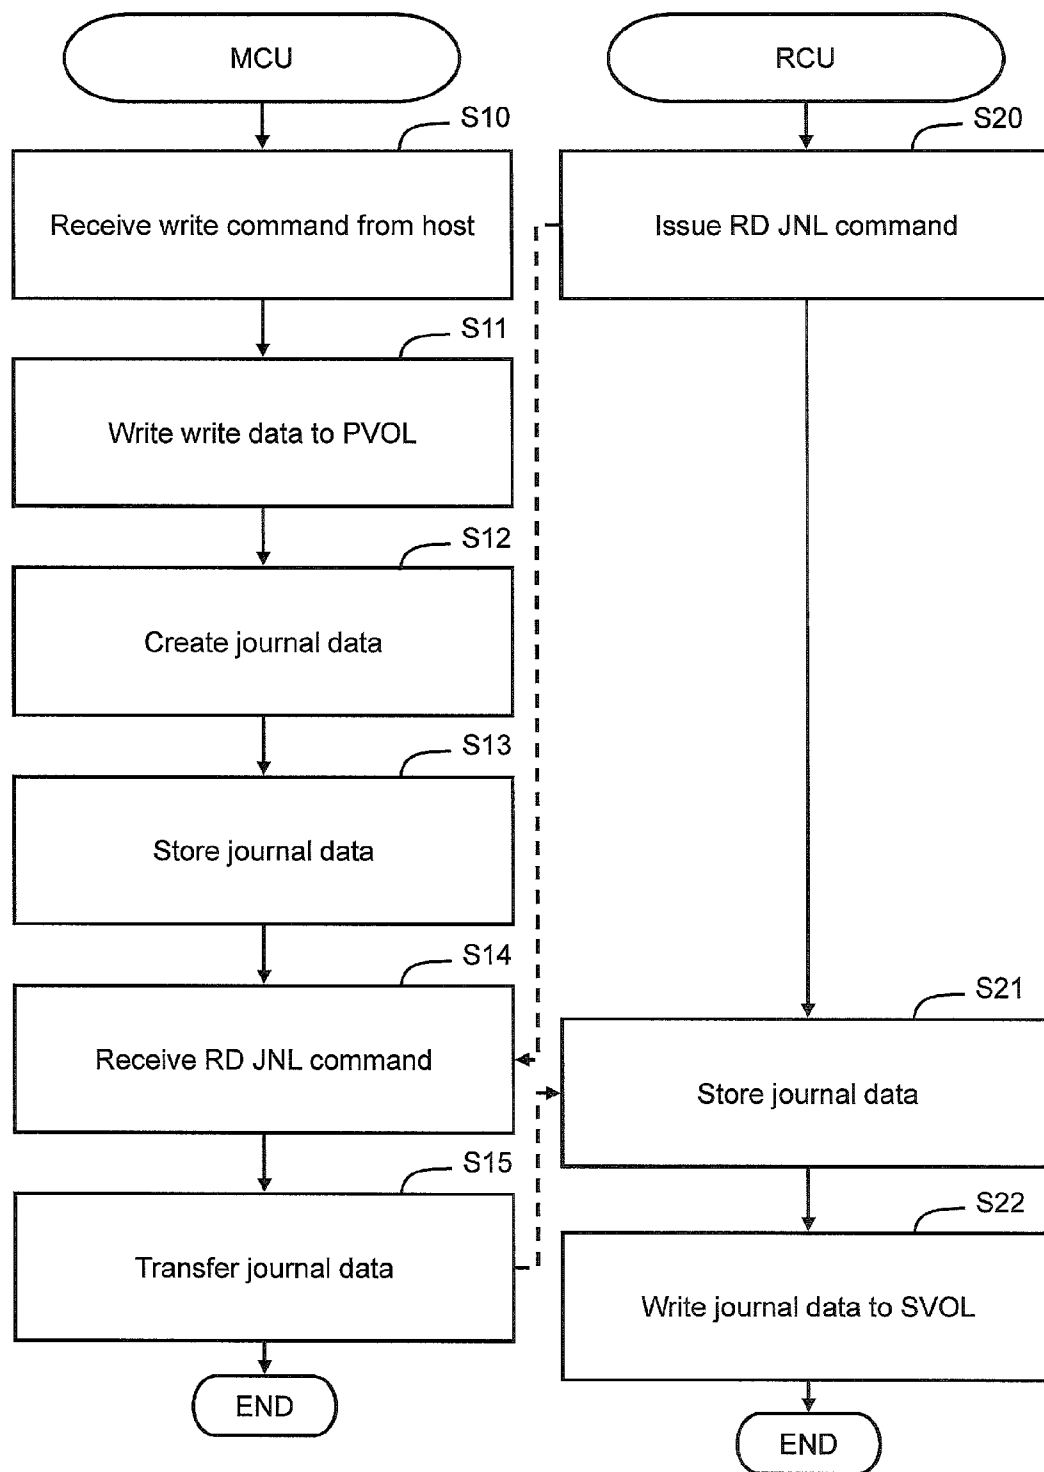 MCU
S10
Receive write command from host
S11
Write write data to PVOL
S12
Create journal data
S13
Store journal data
S14
Receive RD JNL command
S15
Transfer journal data
END
RCU
S20
Issue RD JNL command
S21
Store journal data
S22
Write journal data to SVOL
END